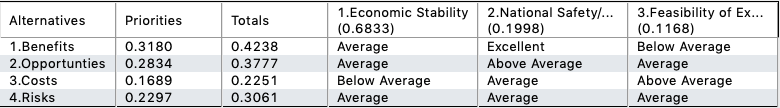 Alternatives Priorities Totals 1.Economic Stability (0.6833) 2.National Safety/... (0.1998) 3.Feasibility of Ex... (0.1168)
1.Benefits 0.3180 0.4238 Average Excellent Below Average
2.Opportunties 0.2834 0.3777 Average Above Average Average
3.Costs 0.1689 0.2251 Below Average Average Above Average
4.Risks 0.2297 0.3061 Average Average Average